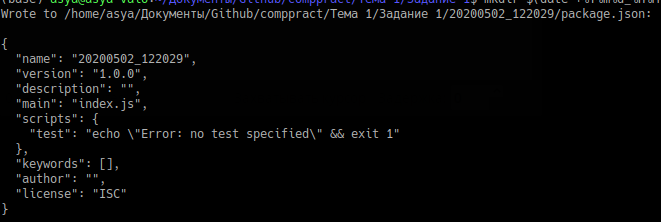 Wrote to /home/asya/Документы/Github/comppract/Тема 1/Задание 1/20200502_122029/package.json:
{
"name": "20200502_122029",
"version": "1.0.0",
"description": "",
"main": "index.js",
"scripts": {
"test": "echo \"Error: no test specified\" && exit 1"
},
"keywords": [],
"author": "",
"license": "ISC"
}